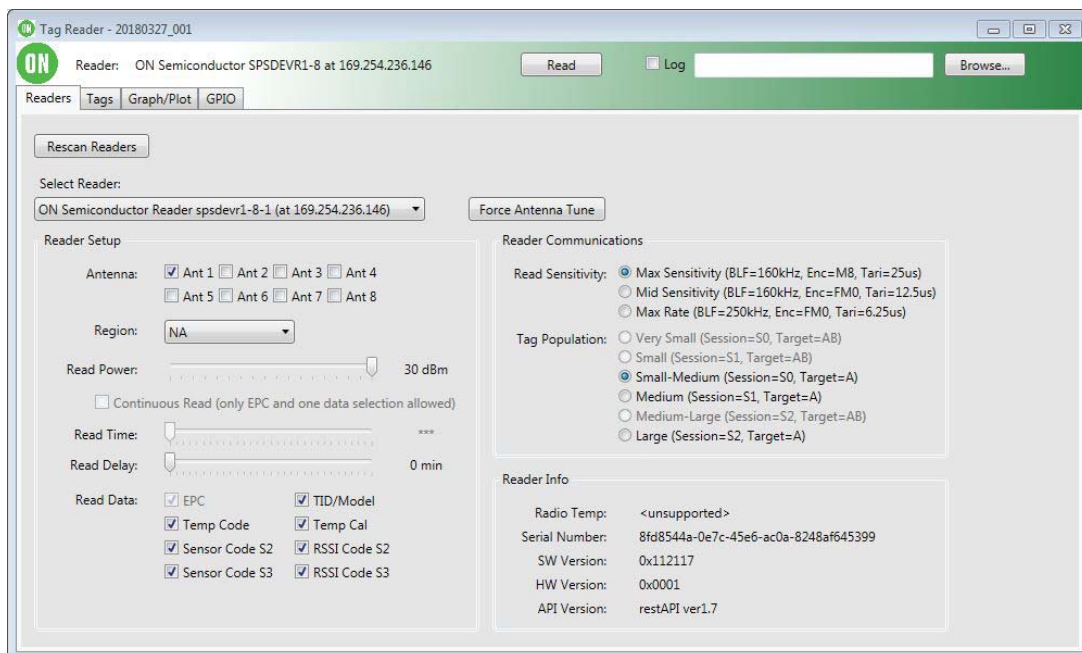 ON Tag Reader - 20180327_001
ON Reader: ON Semiconductor SPSDEVR1-8 at 169.254.236.146 Read Log Browse...
Readers Tags Graph/Plot GPIO
Rescan Readers
Select Reader:
ON Semiconductor Reader spsdevr1-8-1 (at 169.254.236.146) Force Antenna Tune
Reader Setup
Antenna: Ant 1 Ant 2 Ant 3 Ant 4
Ant 5 Ant 6 Ant 7 Ant 8
Region: NA
Read Power: 30 dBm
Continuous Read (only EPC and one data selection allowed)
Read Time: ***
Read Delay: 0 min
Read Data: EPC TID/Model
Temp Code Temp Cal
Sensor Code S2 RSSI Code S2
Sensor Code S3 RSSI Code S3
Reader Communications
Read Sensitivity: Max Sensitivity (BLF=160kHz, Enc=M8, Tari=25us)
Mid Sensitivity (BLF=160kHz, Enc=FM0, Tari=12.5us)
Max Rate (BLF=250kHz, Enc=FM0, Tari=6.25us)
Tag Population: Very Small (Session=S0, Target=AB)
Small (Session=S1, Target=AB)
Small-Medium (Session=S0, Target=A)
Medium (Session=S1, Target=A)
Medium-Large (Session=S2, Target=AB)
Large (Session=S2, Target=A)
Reader Info
Radio Temp: <unsupported>
Serial Number: 8fd8544a-0e7c-45e6-ac0a-8248af645399
SW Version: 0x112117
HW Version: 0x0001
API Version: restAPI ver1.7